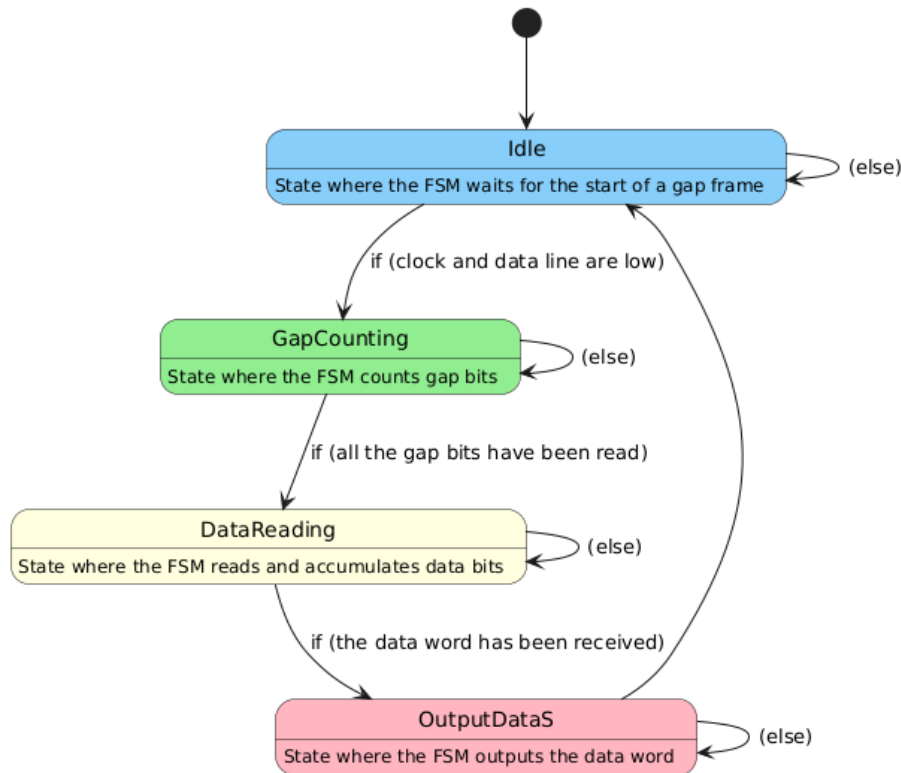 Idle
State where the FSM waits for the start of a gap frame
(else)
if (clock and data line are low)
GapCounting
State where the FSM counts gap bits
(else)
if (all the gap bits have been read)
DataReading
State where the FSM reads and accumulates data bits
(else)
if (the data word has been received)
OutputDataS
State where the FSM outputs the data word
(else)